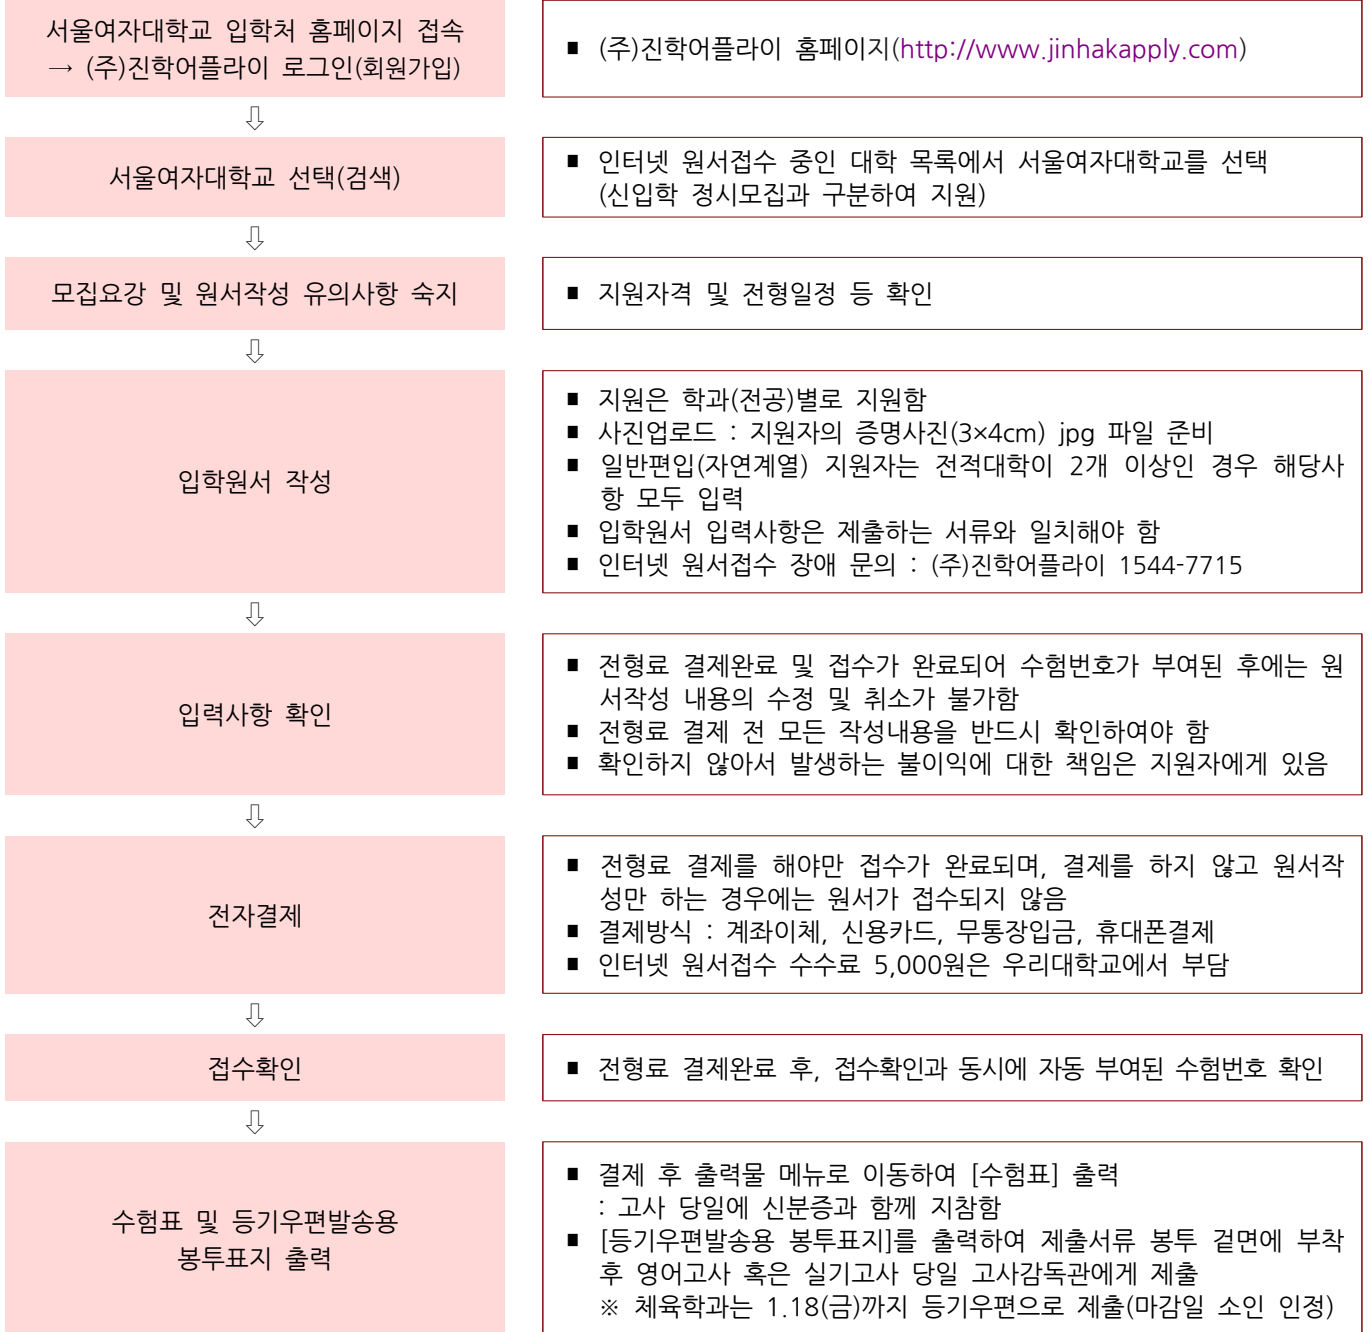 서울여자대학교 입학처 홈페이지 접속
→ (주)진학어플라이 로그인(회원가입)
■ (주)진학어플라이 홈페이지(http://www.jinhakapply.com)
⇩
서울여자대학교 선택(검색)
■ 인터넷 원서접수 중인 대학 목록에서 서울여자대학교를 선택
(신입학 정시모집과 구분하여 지원)
⇩
모집요강 및 원서작성 유의사항 숙지
■ 지원자격 및 전형일정 등 확인
⇩
입학원서 작성
■ 지원은 학과(전공)별로 지원함
■ 사진업로드 : 지원자의 증명사진(3×4cm) jpg 파일 준비
■ 일반편입(자연계열) 지원자는 전적대학이 2개 이상인 경우 해당사
항 모두 입력
■ 입학원서 입력사항은 제출하는 서류와 일치해야 함
■ 인터넷 원서접수 장애 문의 : (주)진학어플라이 1544-7715
⇩
입력사항 확인
■ 전형료 결제완료 및 접수가 완료되어 수험번호가 부여된 후에는 원
서작성 내용의 수정 및 취소가 불가함
■ 전형료 결제 전 모든 작성내용을 반드시 확인하여야 함
■ 확인하지 않아서 발생하는 불이익에 대한 책임은 지원자에게 있음
⇩
전자결제
■ 전형료 결제를 해야만 접수가 완료되며, 결제를 하지 않고 원서작
성만 하는 경우에는 원서가 접수되지 않음
■ 결제방식 : 계좌이체, 신용카드, 무통장입금, 휴대폰결제
■ 인터넷 원서접수 수수료 5,000원은 우리대학교에서 부담
⇩
접수확인
■ 전형료 결제완료 후, 접수확인과 동시에 자동 부여된 수험번호 확인
⇩
수험표 및 등기우편발송용
봉투표지 출력
■ 결제 후 출력물 메뉴로 이동하여 [수험표] 출력
: 고사 당일에 신분증과 함께 지참함
■ [등기우편발송용 봉투표지]를 출력하여 제출서류 봉투 겉면에 부착
후 영어고사 혹은 실기고사 당일 고사감독관에게 제출
※ 체육학과는 1.18(금)까지 등기우편으로 제출(마감일 소인 인정)